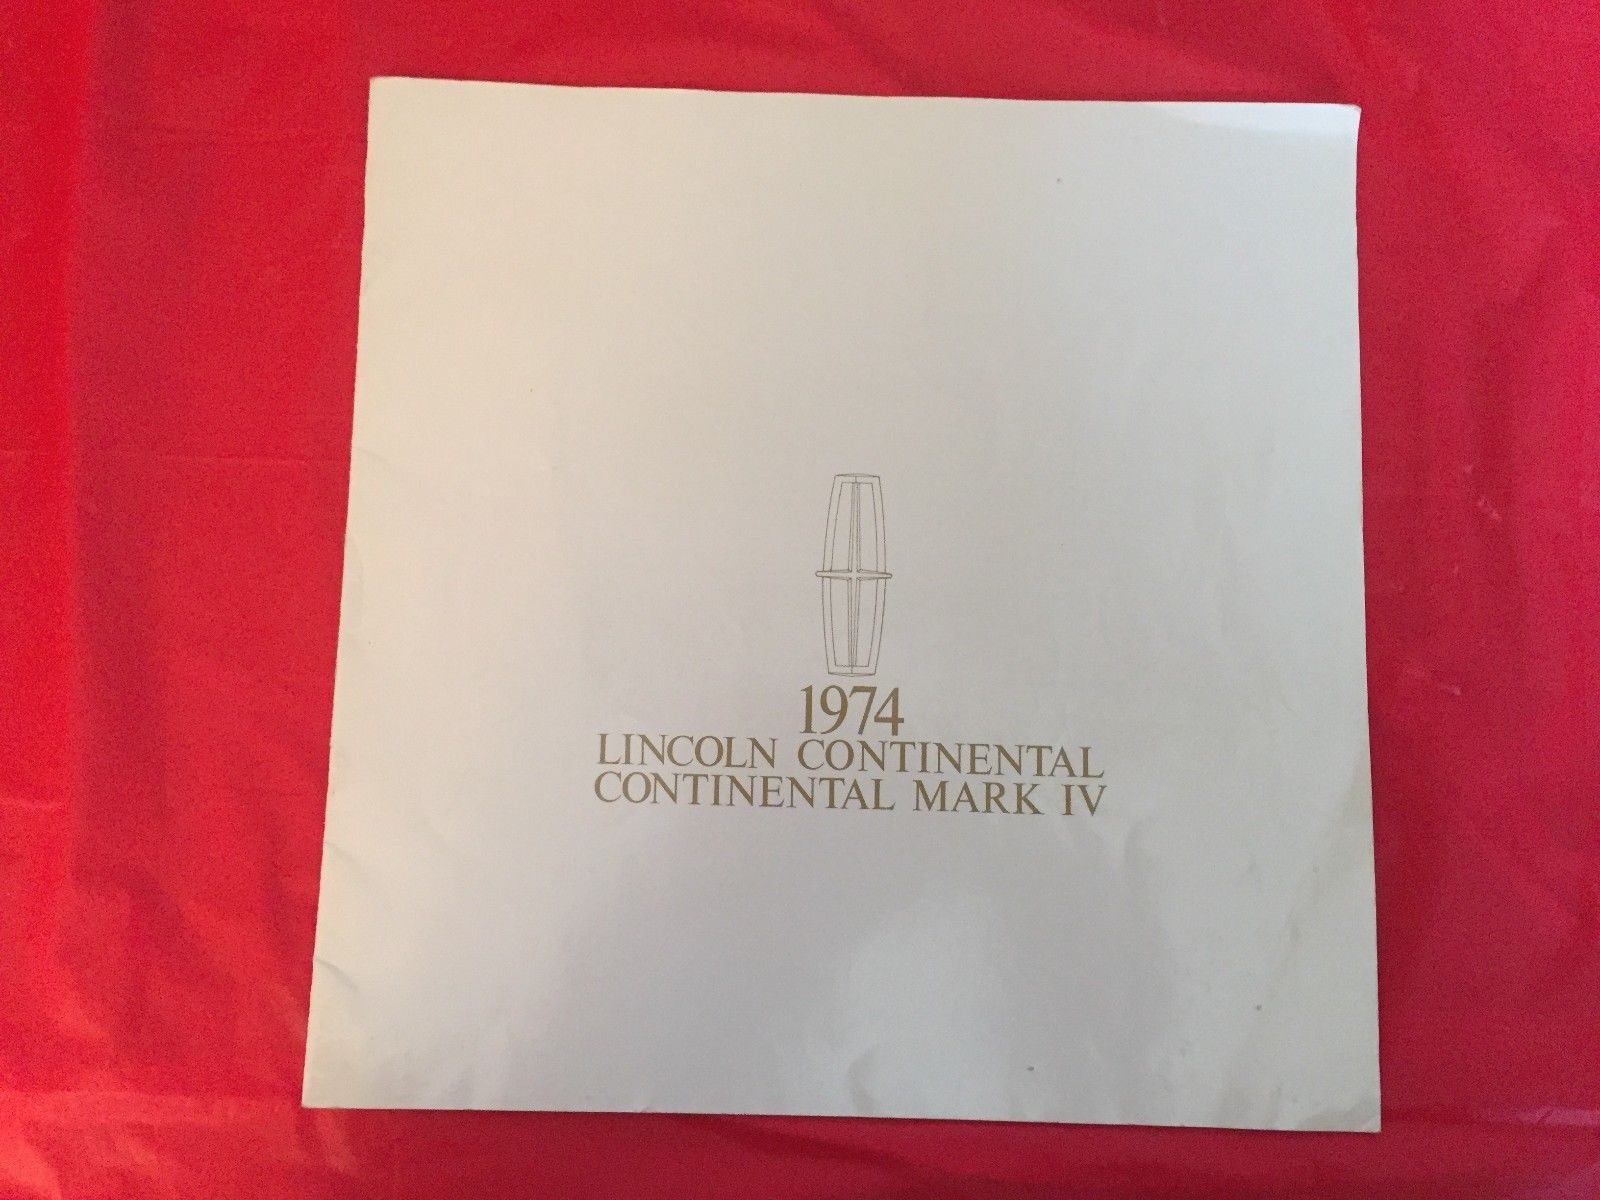 1974
LINCOLN CONTINENTAL
CONTINENTAL MARK IV